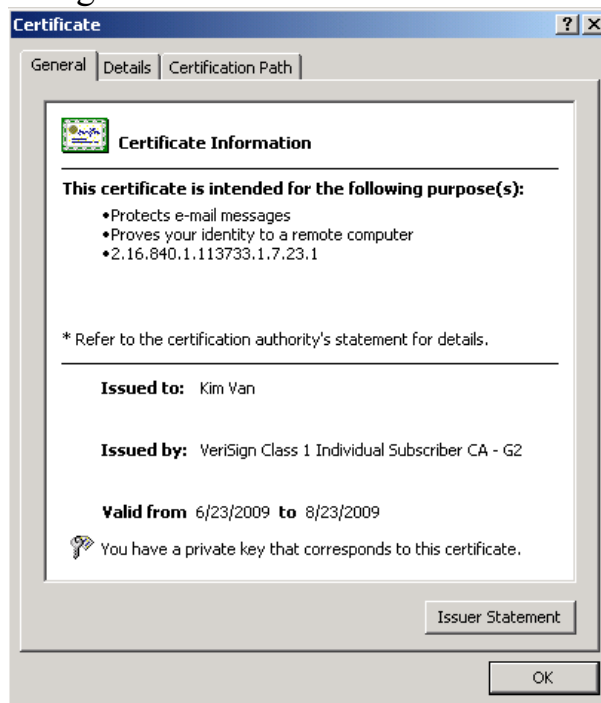 Certificate
General Details Certification Path
Certificate Information
This certificate is intended for the following purpose(s):
•Protects e-mail messages
•Proves your identity to a remote computer
•2.16.840.1.113733.1.7.23.1
* Refer to the certification authority's statement for details.
Issued to: Kim Van
Issued by: VeriSign Class 1 Individual Subscriber CA - G2
Valid from 6/23/2009 to 8/23/2009
You have a private key that corresponds to this certificate.
Issuer Statement
OK